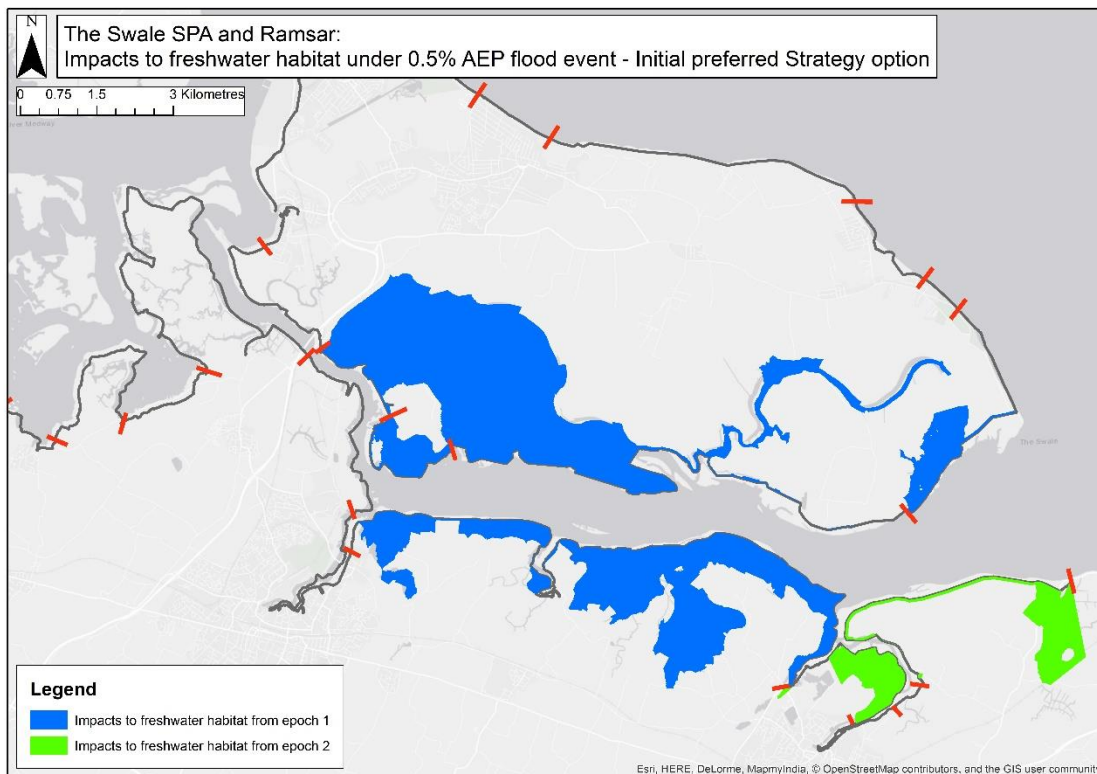 N
The Swale SPA and Ramsar:
Impacts to freshwater habitat under 0.5% AEP flood event - Initial preferred Strategy option
0 0.75 1.5 3 Kilometres
The Swale
Legend
Impacts to freshwater habitat from epoch 1
Impacts to freshwater habitat from epoch 2
Esri, HERE, DeLorme, MapmyIndia, © OpenStreetMap contributors, and the GIS user community